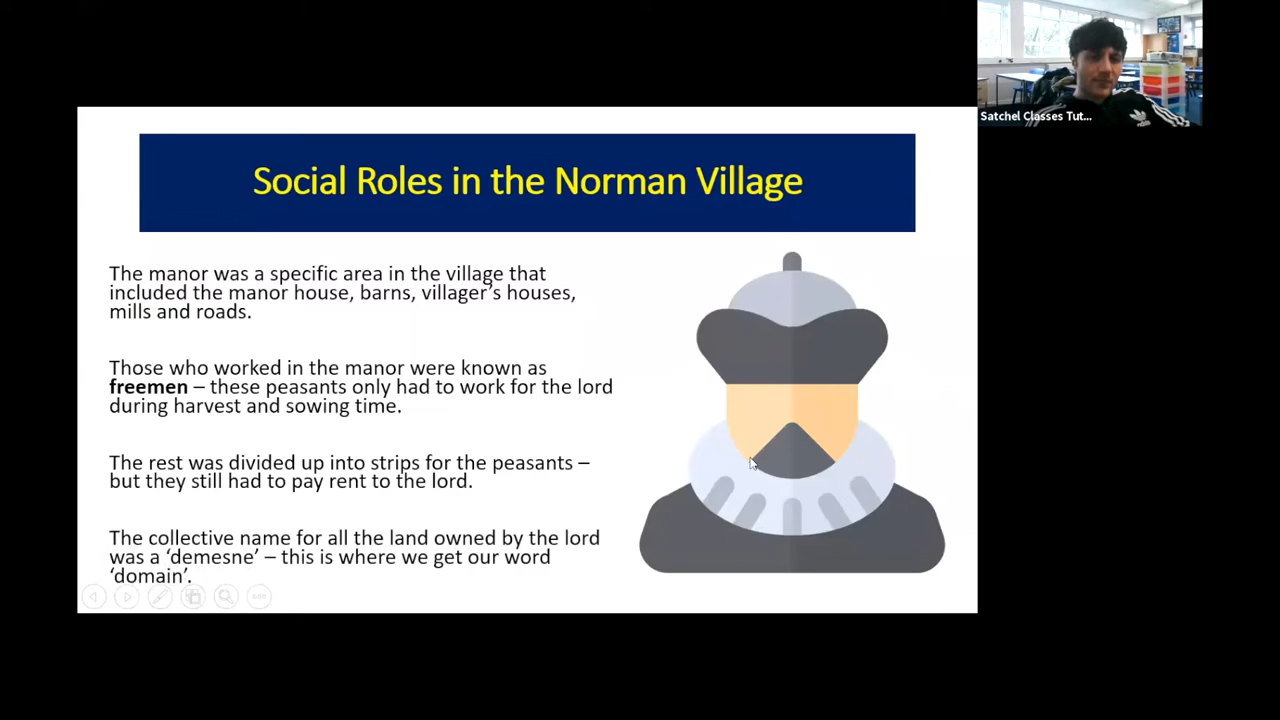 Satchel Classes Tut...
Social Roles in the Norman Village
The manor was a specific area in the village that
included the manor house, barns, villager's houses,
mills and roads.
Those who worked in the manor were known as
freemen – these peasants only had to work for the lord
during harvest and sowing time.
The rest was divided up into strips for the peasants –
but they still had to pay rent to the lord.
The collective name for all the land owned by the lord
was a ‘demesne’ – this is where we get our word
‘domain’.